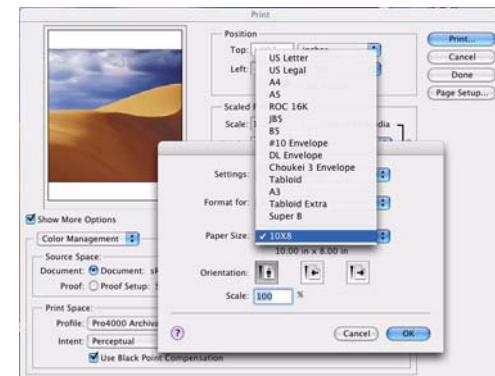 Print
Position
Top:
Left:
Print...
Cancel
Done
Page Setup...
Scale:
US Letter
US Legal
A4
A5
ROC 16K
JB5
B5
#10 Envelope
DL Envelope
Choukei 3 Envelope
Tabloid
A3
Tabloid Extra
Super B
✓ 10X8
Settings:
Format for:
Paper Size:
10.00 in x 8.00 in
Orientation:
Scale: 100 %
? Cancel OK
Show More Options
Color Management
Source Space:
Document: Document:
Proof: Proof Setup:
Print Space:
Profile: Pro4000 Archiva
Intent: Perceptual
Use Black Point Compensation